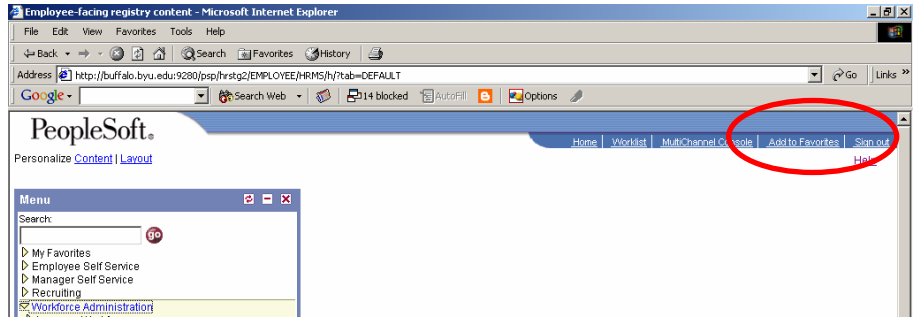 Employee-facing registry content - Microsoft Internet Explorer
File Edit View Favorites Tools Help
Back Search Favorites History
Address http://buffalo.byu.edu:9280/psp/hrstg2/EMPLOYEE/HRMS/h/?tab=DEFAULT Go Links »
Google Search Web 14 blocked AutoFill Options
PeopleSoft.
Home Worklist MultiChannel Console Add to Favorites Sign out
Personalize Content | Layout
Help
Menu
Search:
go
My Favorites
Employee Self Service
Manager Self Service
Recruiting
Workforce Administration